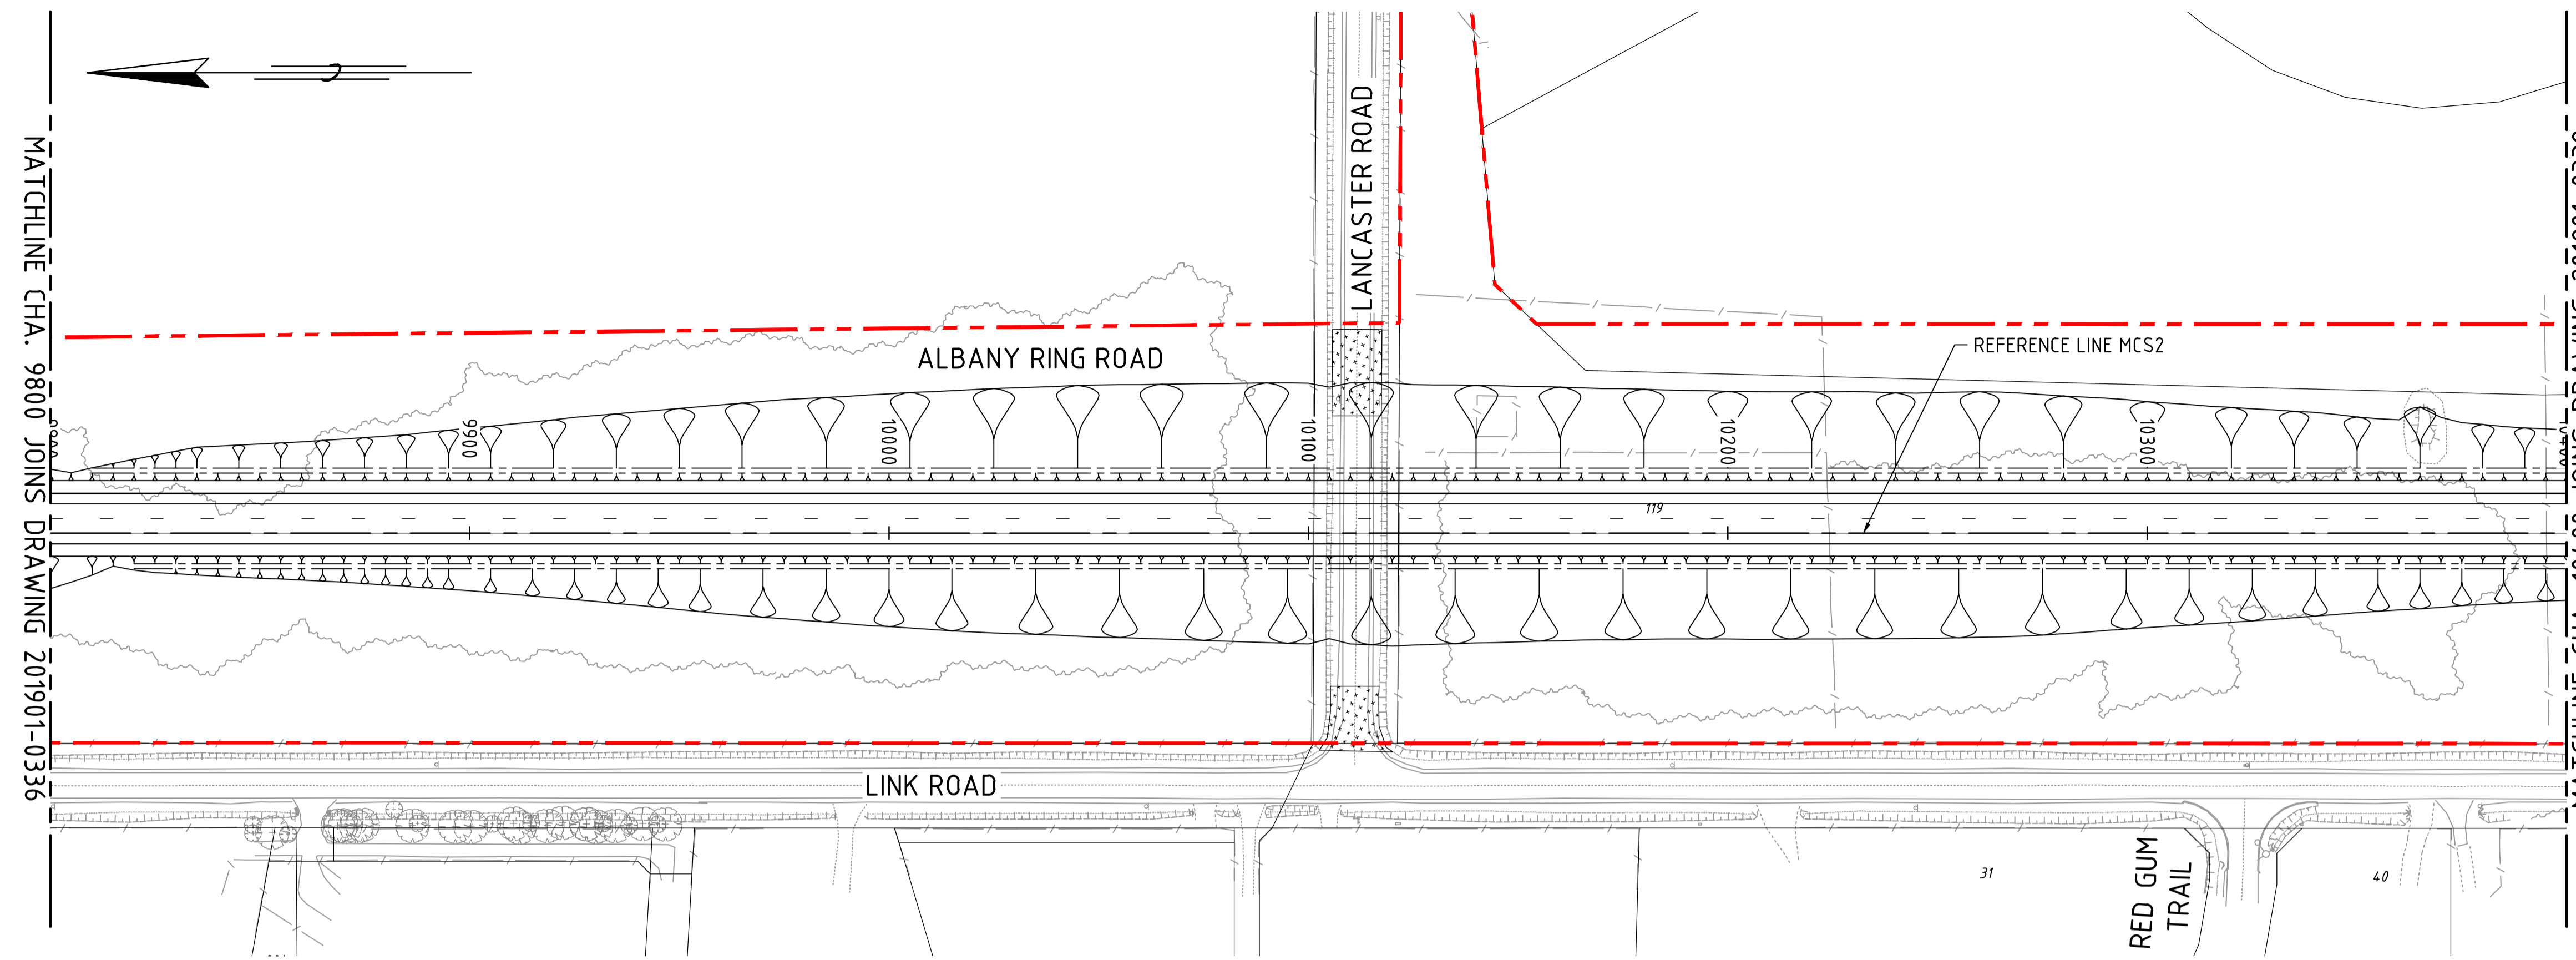 MATCHLINE CHA. 9800 JOINS DRAWING 201901-0336
LANCASTER ROAD
ALBANY RING ROAD
REFERENCE LINE MCS2
9900
10000
10100
10200
10300
119
LINK ROAD
RED GUM
TRAIL
31
40